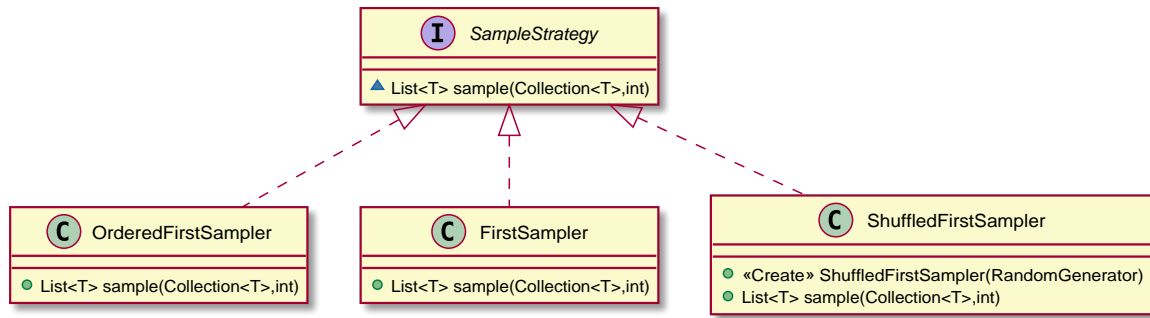 I SampleStrategy
List<T> sample(Collection<T>,int)
C OrderedFirstSampler
List<T> sample(Collection<T>,int)
C FirstSampler
List<T> sample(Collection<T>,int)
C ShuffledFirstSampler
«Create» ShuffledFirstSampler(RandomGenerator)
List<T> sample(Collection<T>,int)